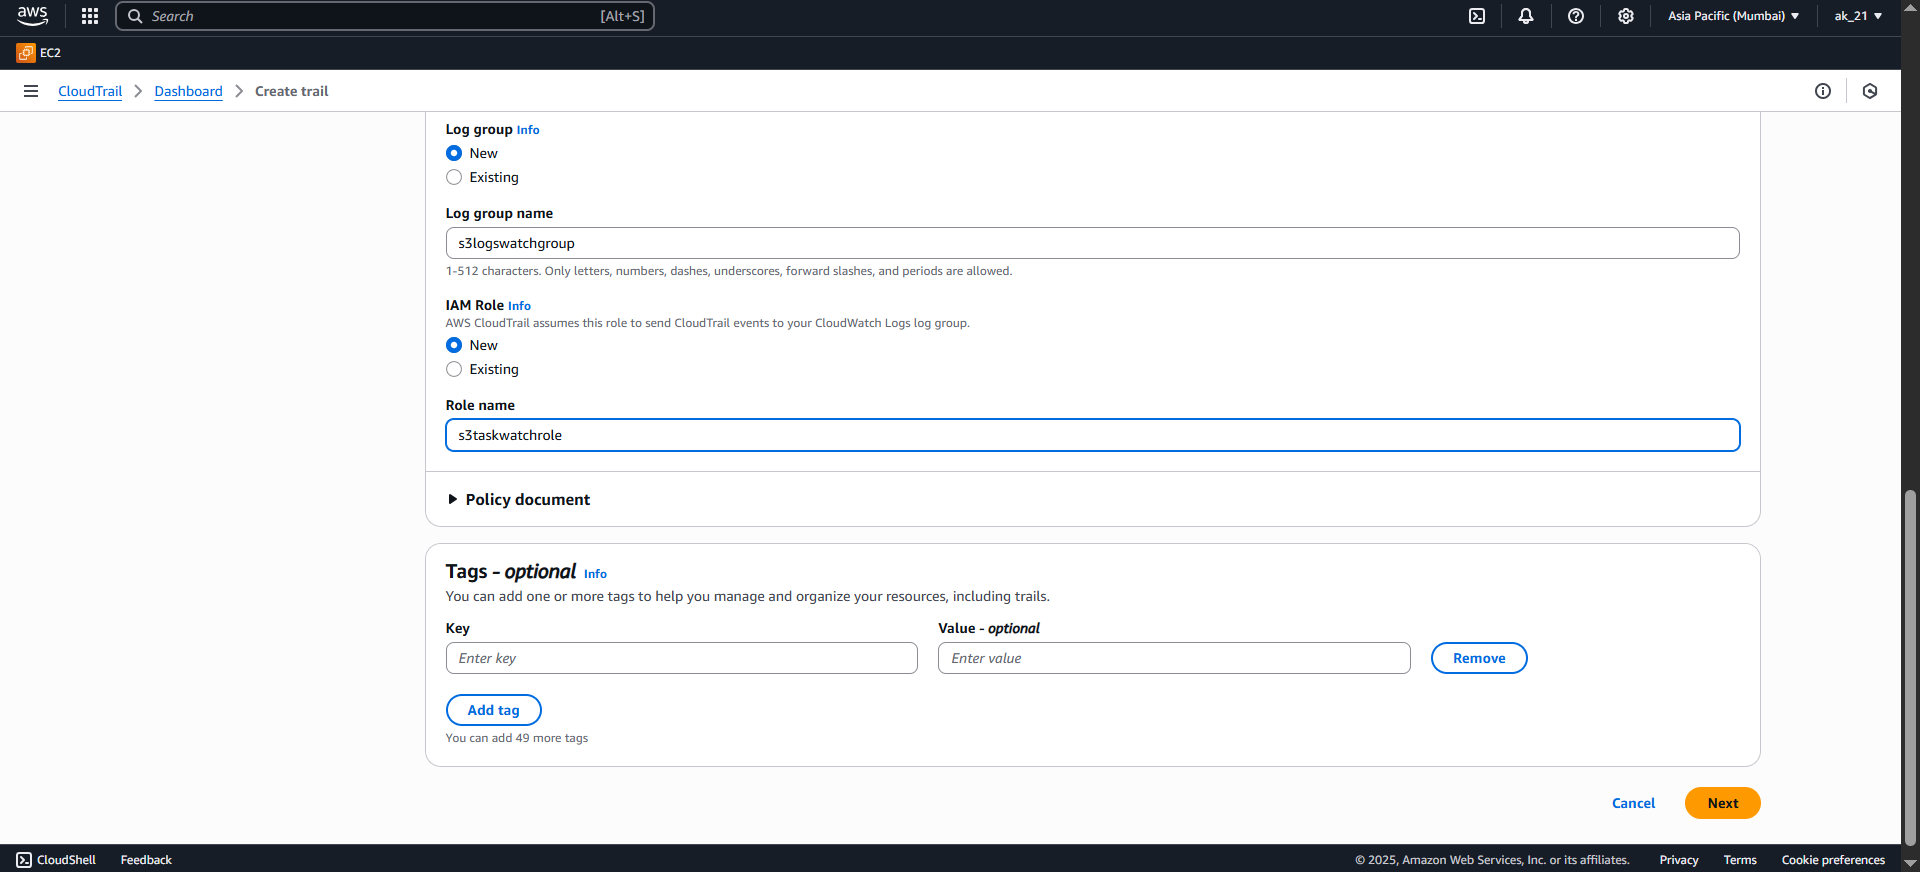 aws
Search [Alt+S]
Asia Pacific (Mumbai)
ak_21
EC2
CloudTrail > Dashboard > Create trail
Log group Info
New
Existing
Log group name
s3logswatchgroup
1-512 characters. Only letters, numbers, dashes, underscores, forward slashes, and periods are allowed.
IAM Role Info
AWS CloudTrail assumes this role to send CloudTrail events to your CloudWatch Logs log group.
New
Existing
Role name
s3taskwatchrole
Policy document
Tags - optional Info
You can add one or more tags to help you manage and organize your resources, including trails.
Key Value - optional
Enter key Enter value Remove
Add tag
You can add 49 more tags
Cancel Next
CloudShell Feedback © 2025, Amazon Web Services, Inc. or its affiliates. Privacy Terms Cookie preferences